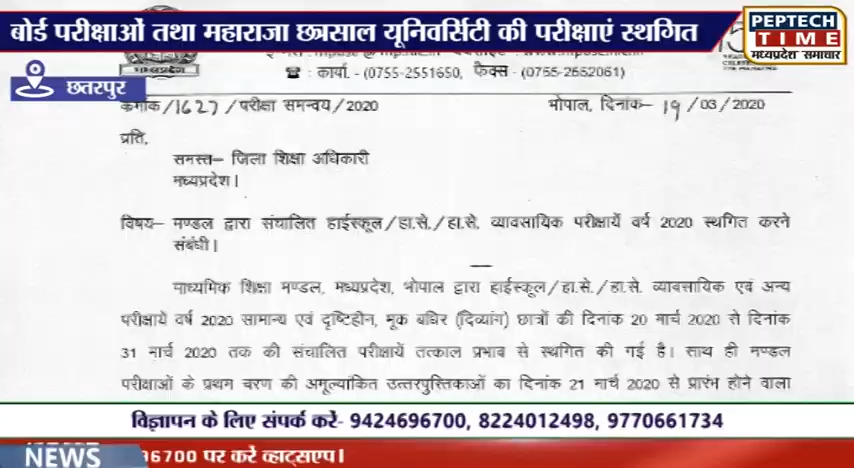 बोर्ड परीक्षाओं तथा महाराजा छत्रसाल यूनिवर्सिटी की परीक्षाएं स्थगित
PEPTECH
TIME
मध्यप्रदेश समाचार
छतरपुर
☎ : कार्या.- (0755-2551650, फैक्स - (0755-2552061)
क्रमांक/1627/परीक्षा समन्वय/2020
भोपाल, दिनांक- 19/03/2020
प्रति,
समस्त- जिला शिक्षा अधिकारी
मध्यप्रदेश।
विषय- मण्डल द्वारा संचालित हाईस्कूल/हा.से./हा.से. व्यावसायिक परीक्षायें वर्ष 2020 स्थगित करने
संबंधी।
माध्यमिक शिक्षा मण्डल, मध्यप्रदेश, भोपाल द्वारा हाईस्कूल/हा.से./हा.से. व्यावसायिक एवं अन्य
परीक्षायें वर्ष 2020 सामान्य एवं दृष्टिहीन, मूक बधिर (दिव्यांग) छात्रों की दिनांक 20 मार्च 2020 से दिनांक
31 मार्च 2020 तक की संचालित परीक्षायें तत्काल प्रभाव से स्थगित की गई है। साथ ही मण्डल
परीक्षाओं के प्रथम चरण की अमूल्यांकित उत्तरपुस्तिकाओं का दिनांक 21 मार्च 2020 से प्रारंभ होने वाला
विज्ञापन के लिए संपर्क करें- 9424696700, 8224012498, 9770661734
NEWS
96700 पर करें व्हाट्सएप।